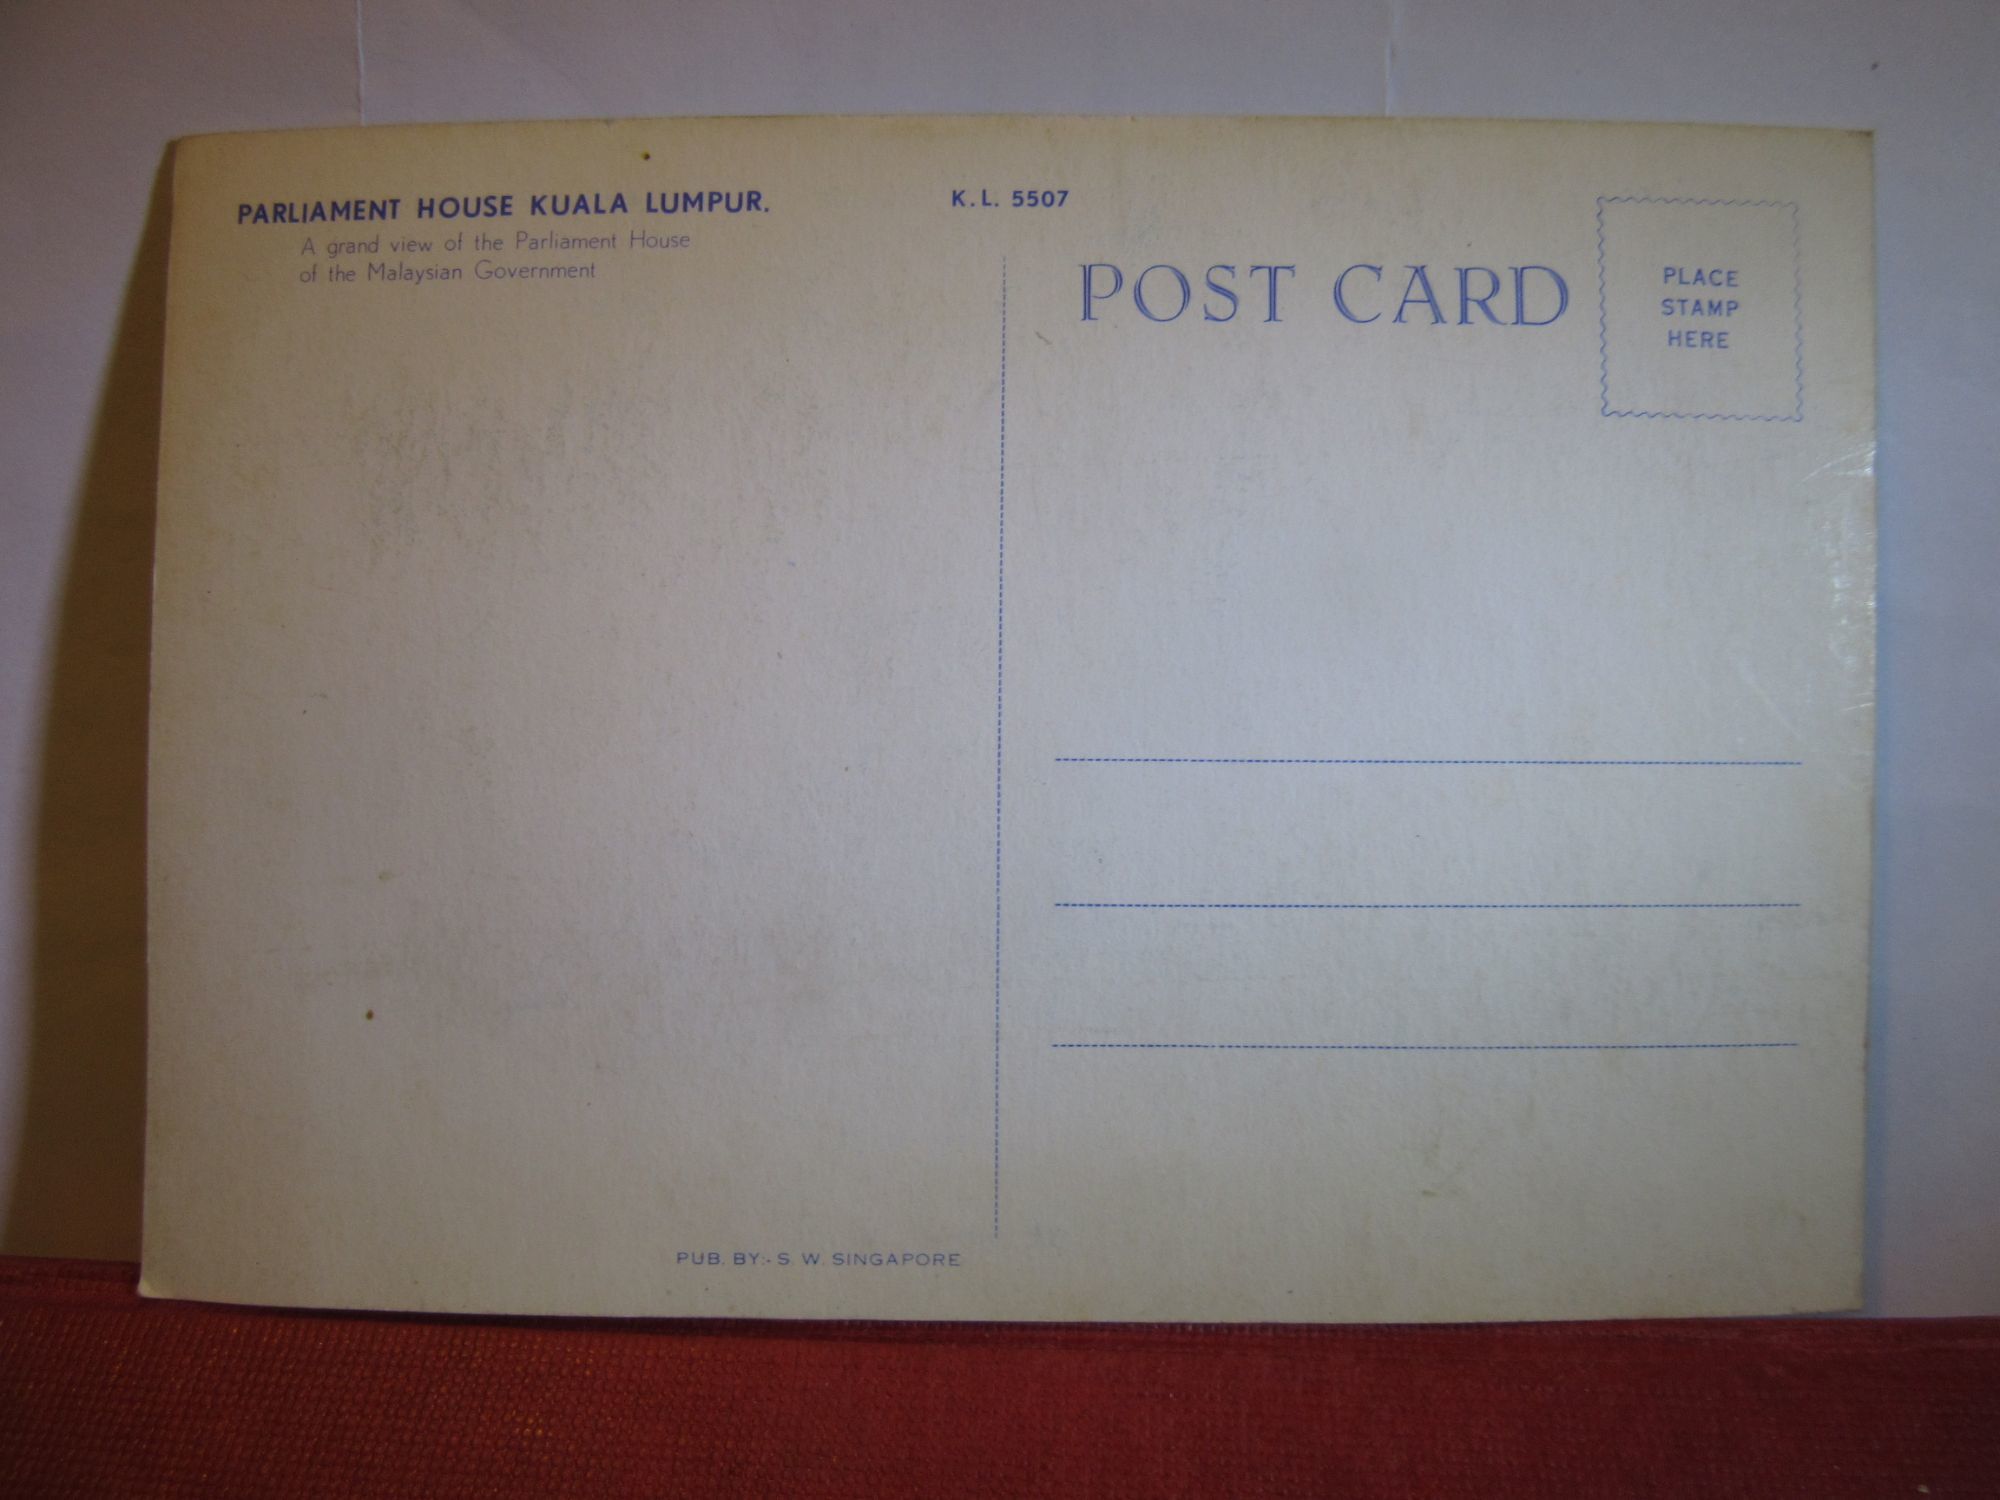 PARLIAMENT HOUSE KUALA LUMPUR.
A grand view of the Parliament House
of the Malaysian Government
K.L. 5507
POST CARD
PLACE
STAMP
HERE
PUB. BY:- S. W. SINGAPORE